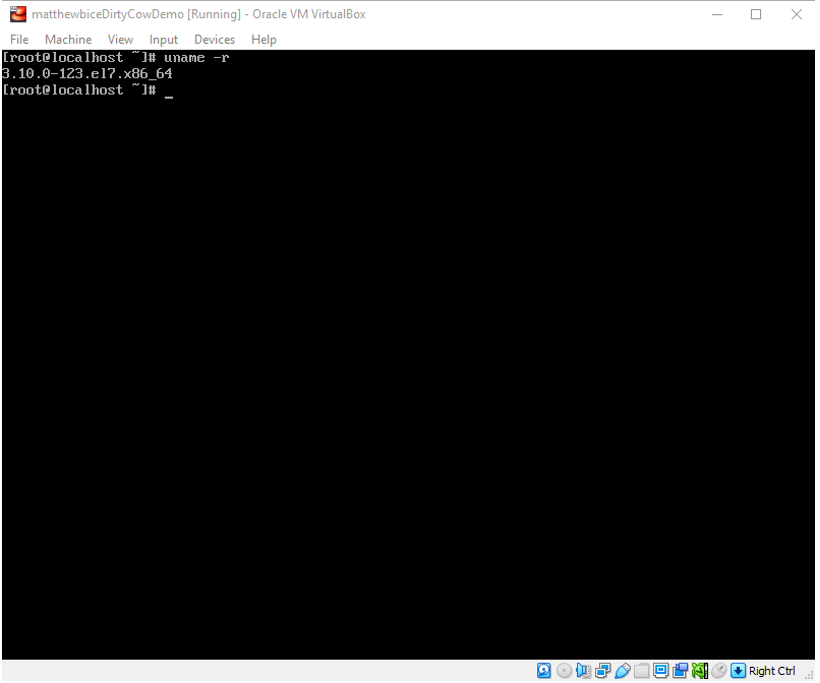 matthewbiceDirtyCowDemo [Running] - Oracle VM VirtualBox
File Machine View Input Devices Help
[root@localhost ~]# uname -r
3.10.0-123.el7.x86_64
[root@localhost ~]# _
Right Ctrl